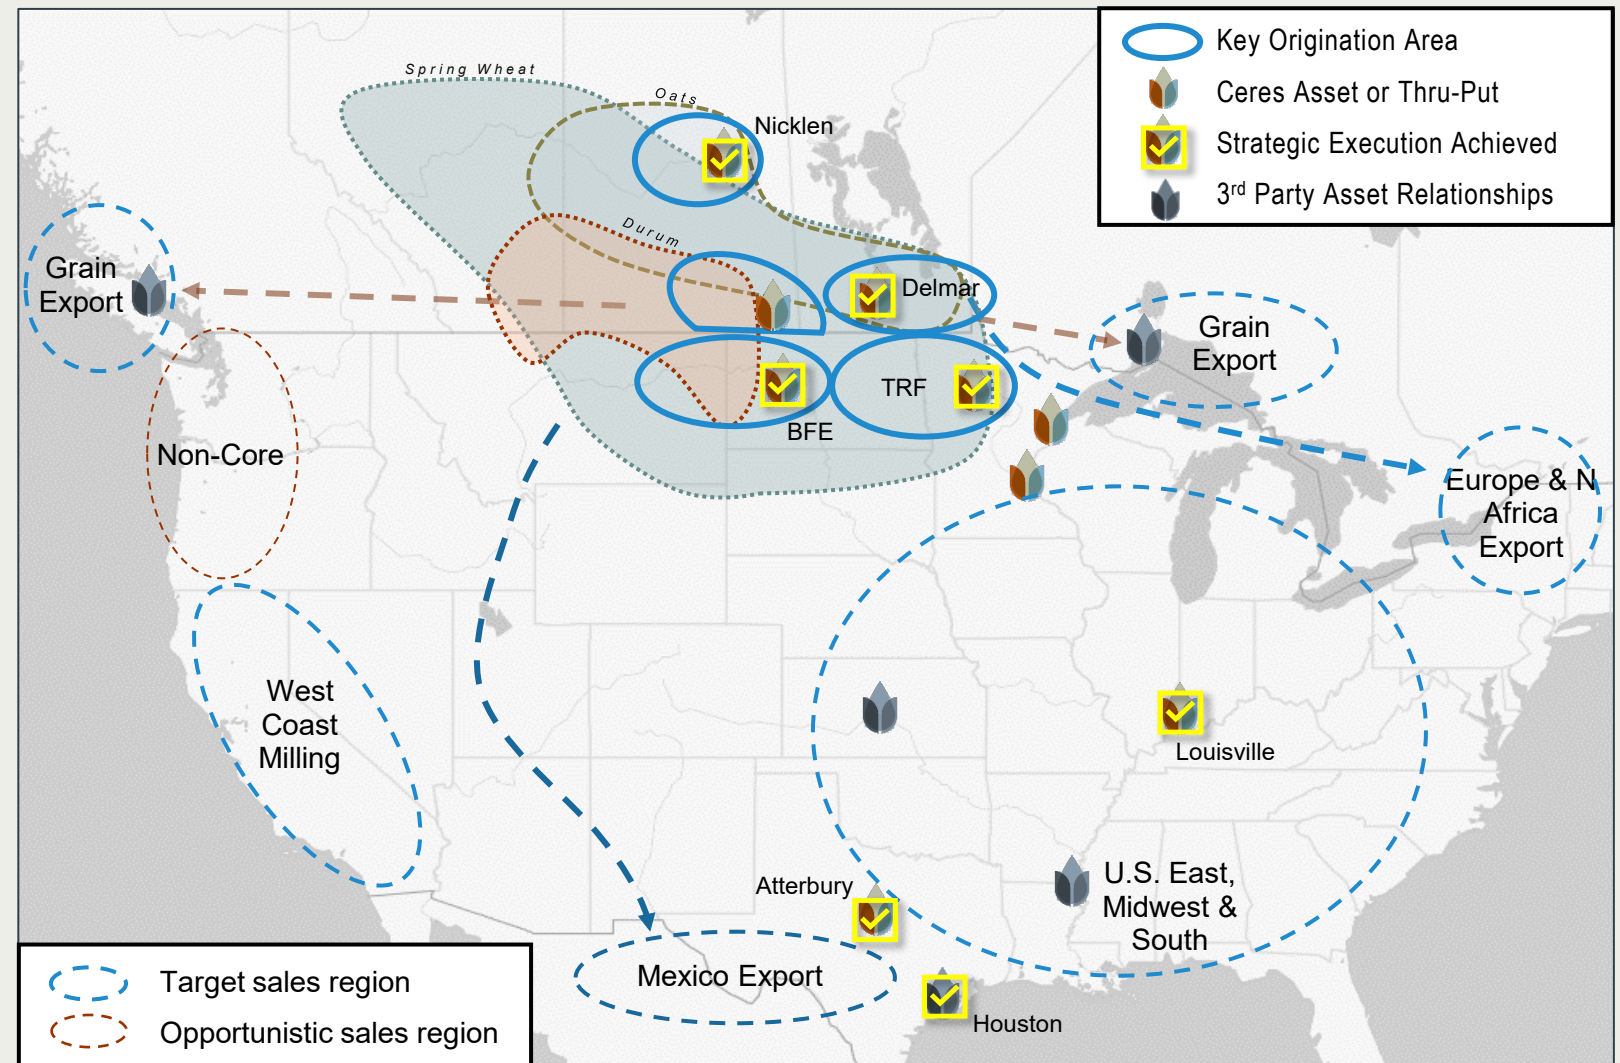 Spring Wheat
Oats
Nicklen
Key Origination Area
Ceres Asset or Thru-Put
Strategic Execution Achieved
3rd Party Asset Relationships
Durum
Grain
Export
Delmar
Grain
Export
TRF
BFE
Non-Core
Europe & N
Africa
Export
West
Coast
Milling
Louisville
Atterbury
U.S. East,
Midwest &
South
Mexico Export
Houston
Target sales region
Opportunistic sales region